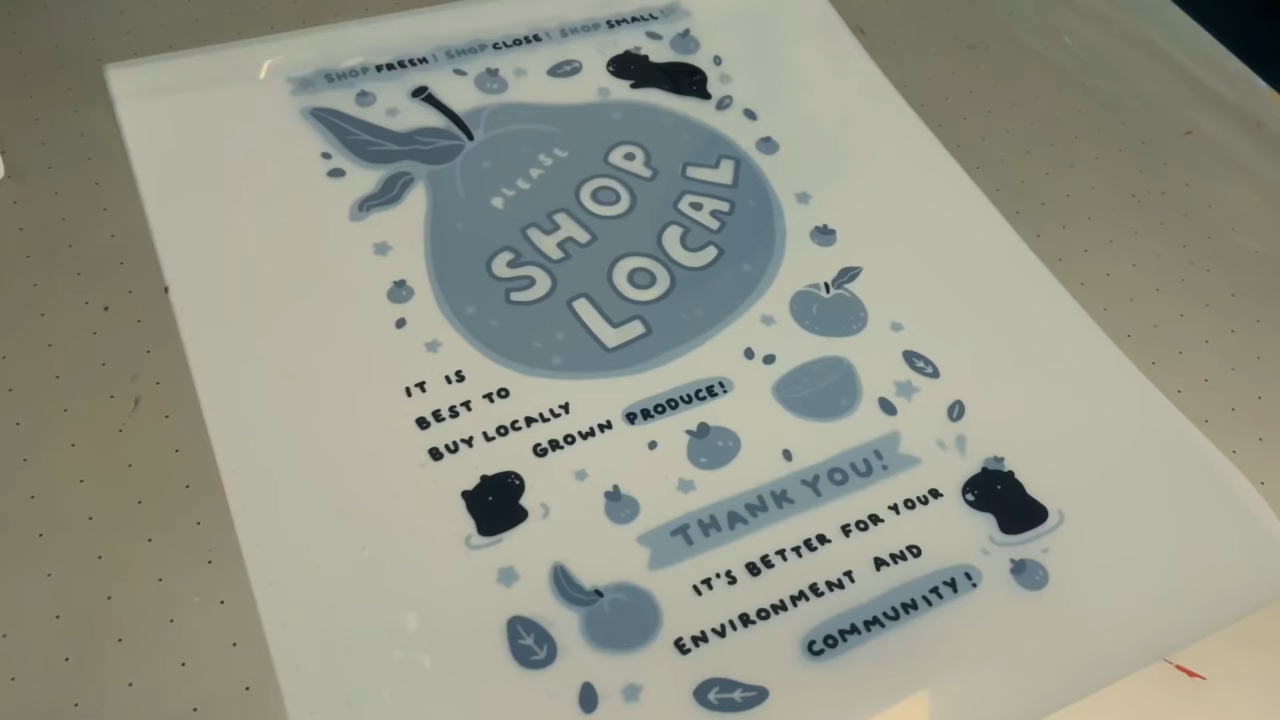 SHOP FRESH! SHOP CLOSE! SHOP SMALL!
PLEASE
SHOP
LOCAL
IT IS
BEST TO
BUY LOCALLY
GROWN PRODUCE!
THANK YOU!
IT'S BETTER FOR YOUR
ENVIRONMENT AND
COMMUNITY!